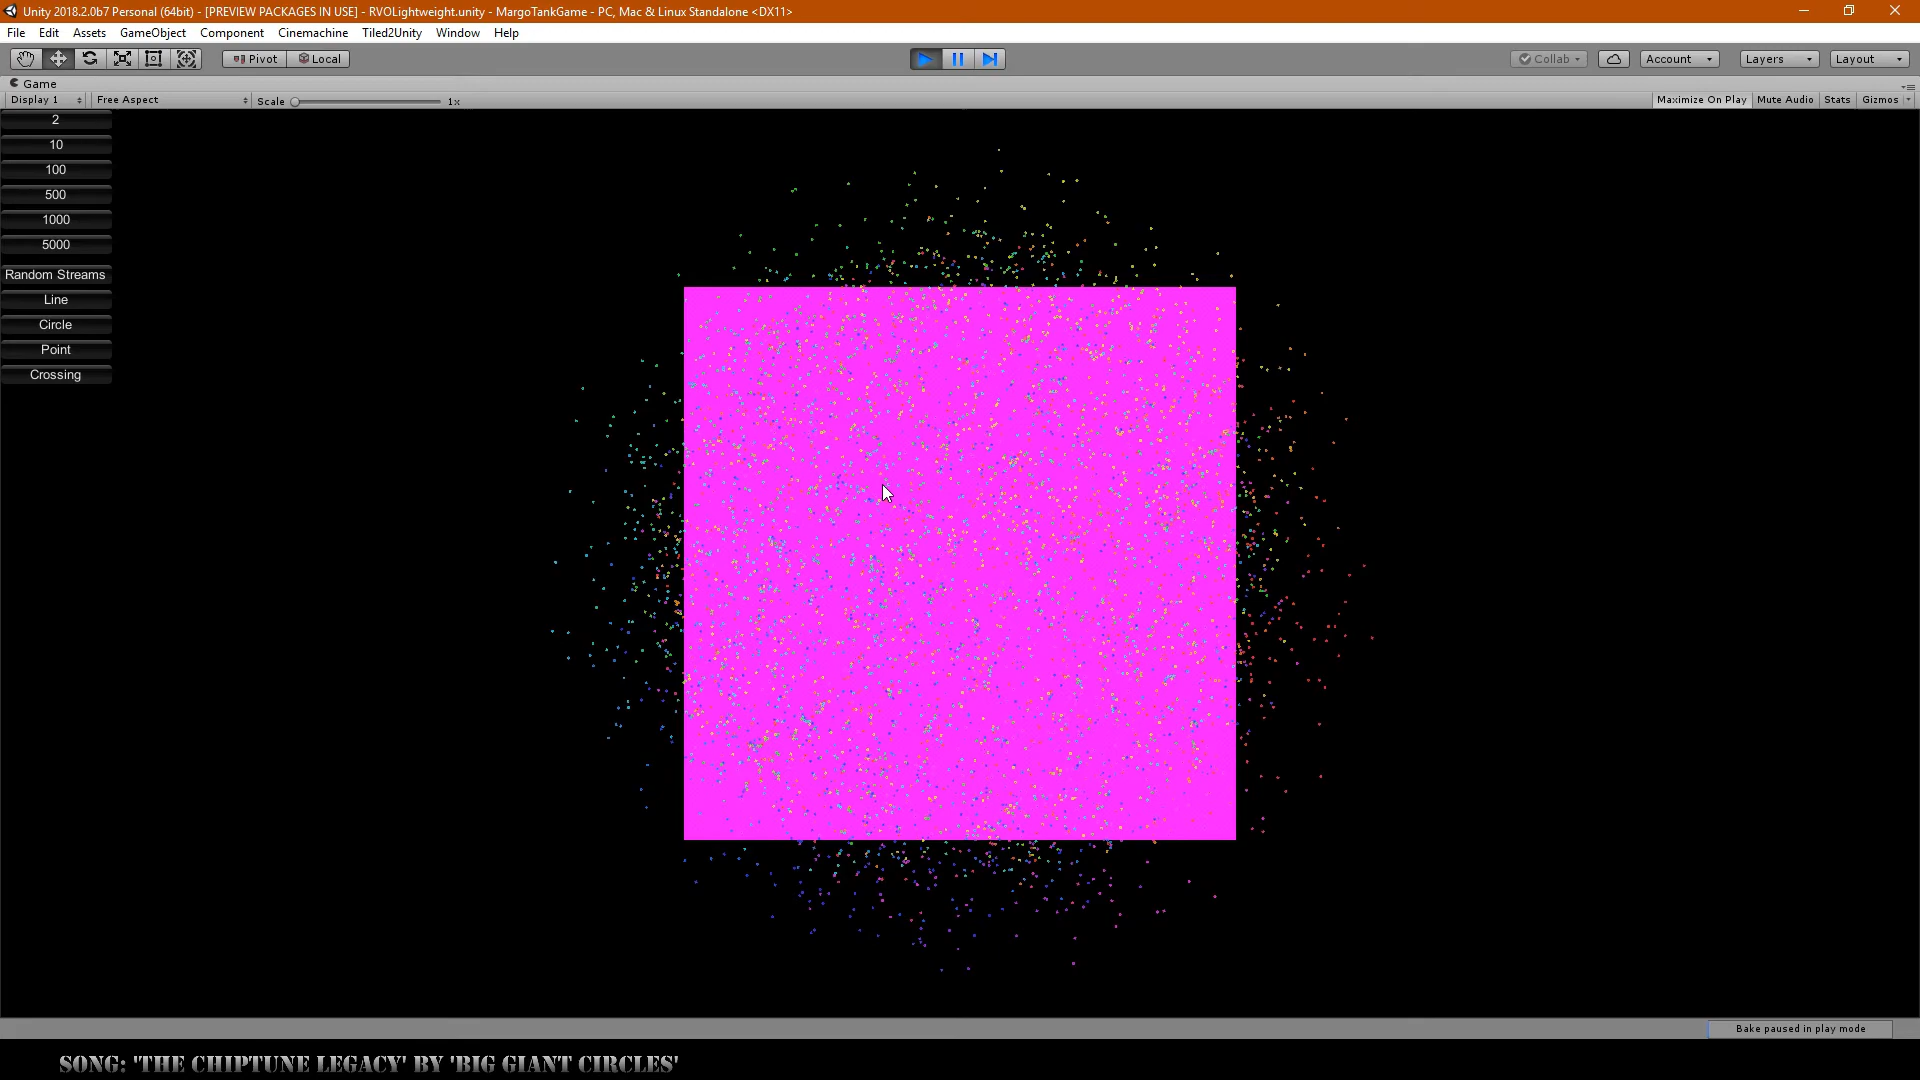 Unity 2018.2.0b7 Personal (64bit) - [PREVIEW PACKAGES IN USE] - RVOLightweight.unity - MargoTankGame - PC, Mac & Linux Standalone <DX11>
File Edit Assets GameObject Component Cinemachine Tiled2Unity Window Help
Pivot Local Collab Account Layers Layout
Game
Display 1 Free Aspect Scale 1x Maximize On Play Mute Audio Stats Gizmos
2
10
100
500
1000
5000
Random Streams
Line
Circle
Point
Crossing
Bake paused in play mode
SONG: 'THE CHIPTUNE LEGACY' BY 'BIG GIANT CIRCLES'